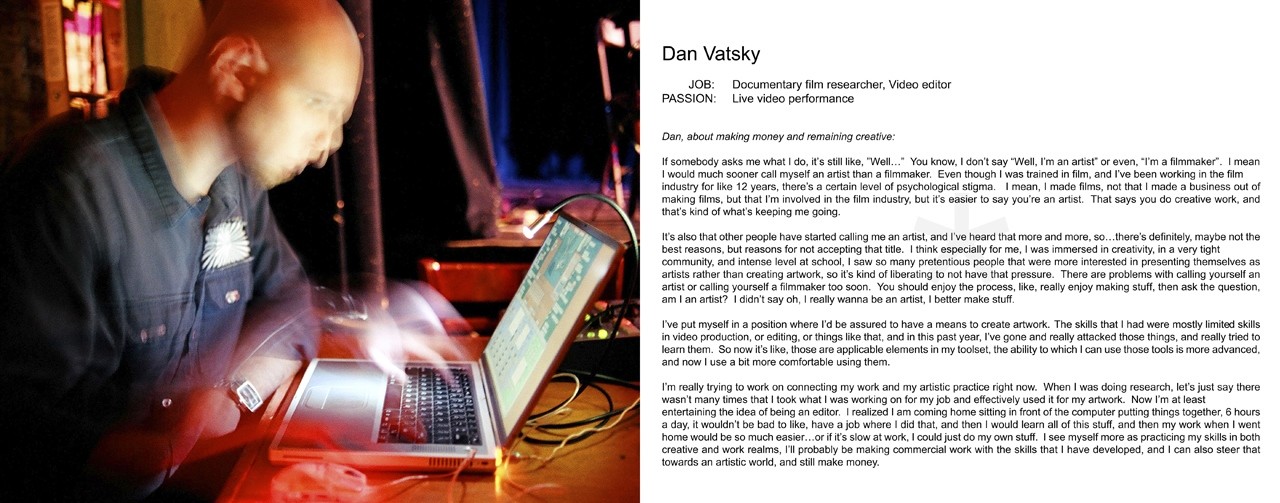 Dan Vatsky
JOB: Documentary film researcher, Video editor
PASSION: Live video performance
Dan, about making money and remaining creative:
If somebody asks me what I do, it's still like, "Well…" You know, I don't say "Well, I'm an artist" or even, "I'm a filmmaker". I mean
I would much sooner call myself an artist than a filmmaker. Even though I was trained in film, and I've been working in the film
industry for like 12 years, there's a certain level of psychological stigma. I mean, I made films, not that I made a business out of
making films, but that I'm involved in the film industry, but it's easier to say you're an artist. That says you do creative work, and
that's kind of what's keeping me going.
It's also that other people have started calling me an artist, and I've heard that more and more, so…there's definitely, maybe not the
best reasons, but reasons for not accepting that title. I think especially for me, I was immersed in creativity, in a very tight
community, and intense level at school, I saw so many pretentious people that were more interested in presenting themselves as
artists rather than creating artwork, so it's kind of liberating to not have that pressure. There are problems with calling yourself an
artist or calling yourself a filmmaker too soon. You should enjoy the process, like, really enjoy making stuff, then ask the question,
am I an artist? I didn't say oh, I really wanna be an artist, I better make stuff.
I've put myself in a position where I'd be assured to have a means to create artwork. The skills that I had were mostly limited skills
in video production, or editing, or things like that, and in this past year, I've gone and really attacked those things, and really tried to
learn them. So now it's like, those are applicable elements in my toolset, the ability to which I can use those tools is more advanced,
and now I use a bit more comfortable using them.
I'm really trying to work on connecting my work and my artistic practice right now. When I was doing research, let's just say there
wasn't many times that I took what I was working on for my job and effectively used it for my artwork. Now I'm at least
entertaining the idea of being an editor. I realized I am coming home sitting in front of the computer putting things together, 6 hours
a day, it wouldn't be bad to like, have a job where I did that, and then I would learn all of this stuff, and then my work when I went
home would be so much easier…or if it's slow at work, I could just do my own stuff. I see myself more as practicing my skills in both
creative and work realms, I'll probably be making commercial work with the skills that I have developed, and I can also steer that
towards an artistic world, and still make money.